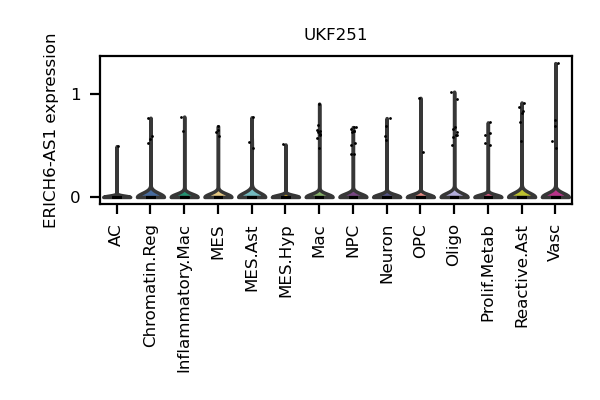 UKF251
ERICH6-AS1 expression
1
0
AC
Chromatin.Reg
Inflammatory.Mac
MES
MES.Ast
MES.Hyp
Mac
NPC
Neuron
OPC
Oligo
Prolif.Metab
Reactive.Ast
Vasc